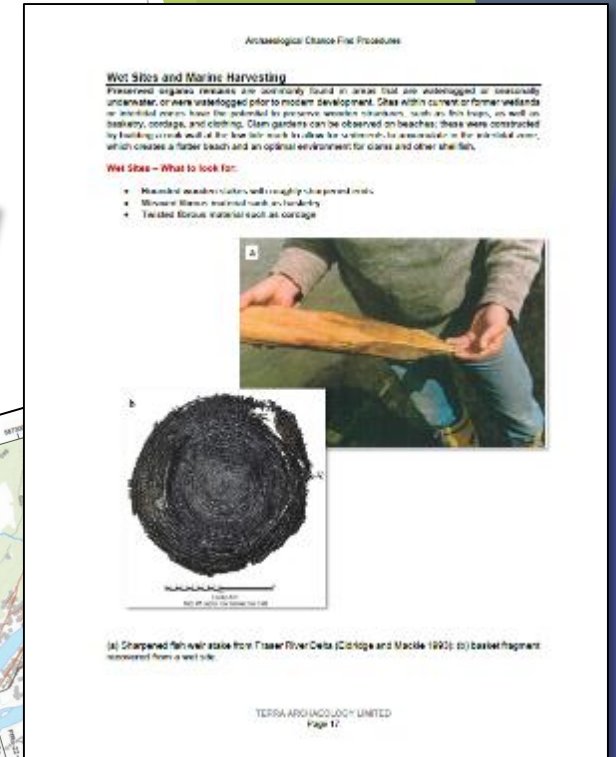 Archaeological Chance Find Procedures
Wet Sites and Marine Harvesting
Preserved organic remains are commonly found in areas that are waterlogged or seasonally
underwater, or were waterlogged prior to modern development. Sites within current or former wetlands
or intertidal zones have the potential to preserve wooden structures, such as fish traps, as well as
basketry, cordage, and clothing. Clam gardens can be observed on beaches; these were constructed
by building a rock wall at the low tide mark to allow for sediments to accumulate in the intertidal zone,
which creates a flatter beach and an optimal environment for clams and other shellfish.
Wet Sites – What to look for:
• Rounded wooden stakes with roughly sharpened ends
• Weaved fibrous material such as basketry
• Twisted fibrous material such as cordage
a
b
(a) Sharpened fish weir stake from Fraser River Delta (Eldridge and Mackie 1993); (b) basket fragment
recovered from a wet site.
TERRA ARCHAEOLOGY LIMITED
Page 17